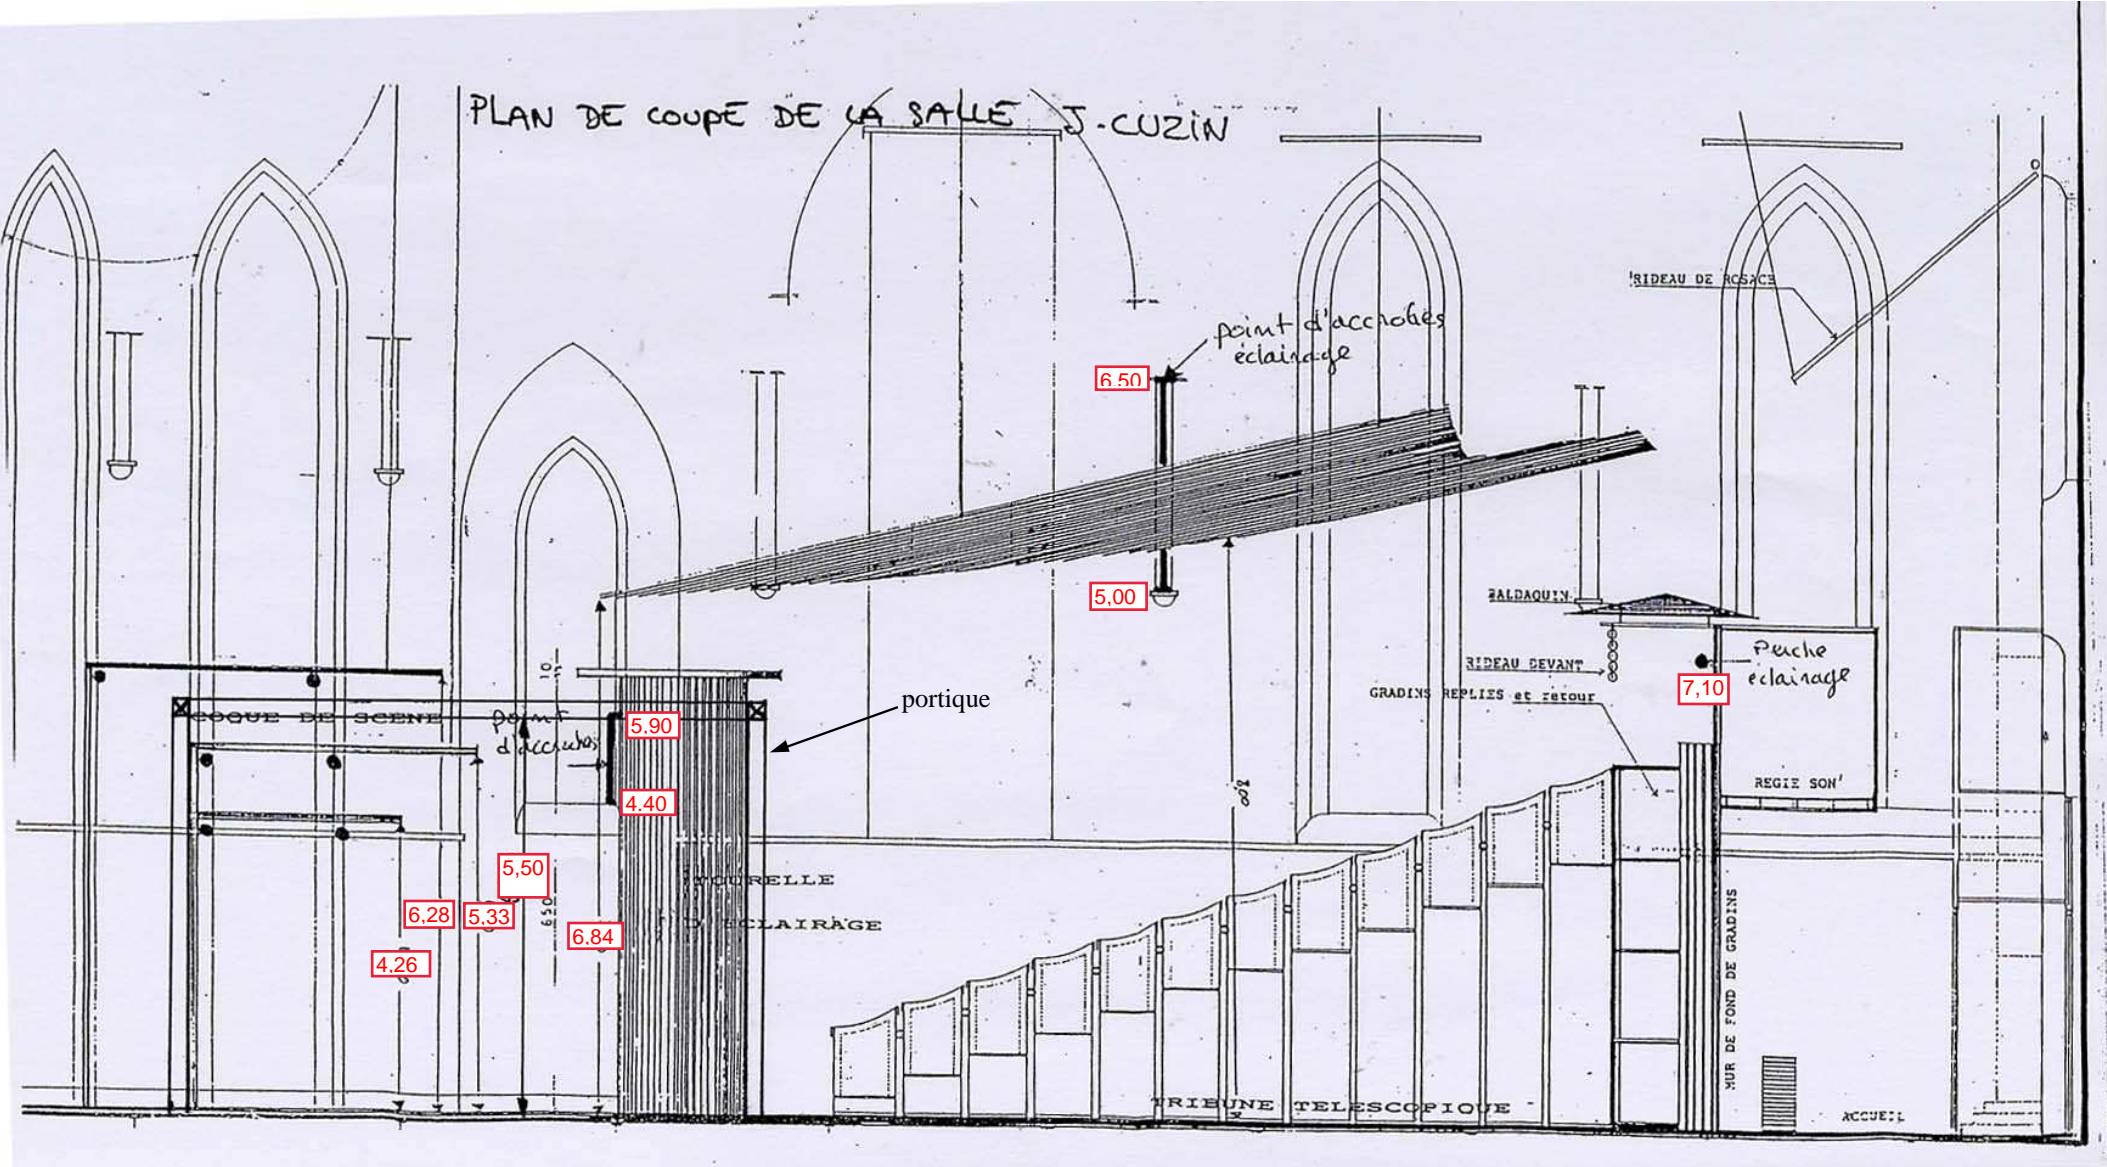 PLAN DE COUPE DE LA SALLE J. CUZIN
'RIDEAU DE ROSACE
point d'accroches
éclairage
6.50
5,00
BALDAQUIN
RIDEAU DEVANT
Perche
éclairage
7,10
GRADINS REPLIES et retour
portique
COQUE DE SCENE
point
d'accroches
10
5.90
4.40
REGIE SON'
TOURELLE
D'ECLAIRAGE
5,50
6,28
5.33
650
6.84
4.26
MUR DE FOND DE GRADINS
TRIBUNE TELESCOPIQUE
ACCUEIL